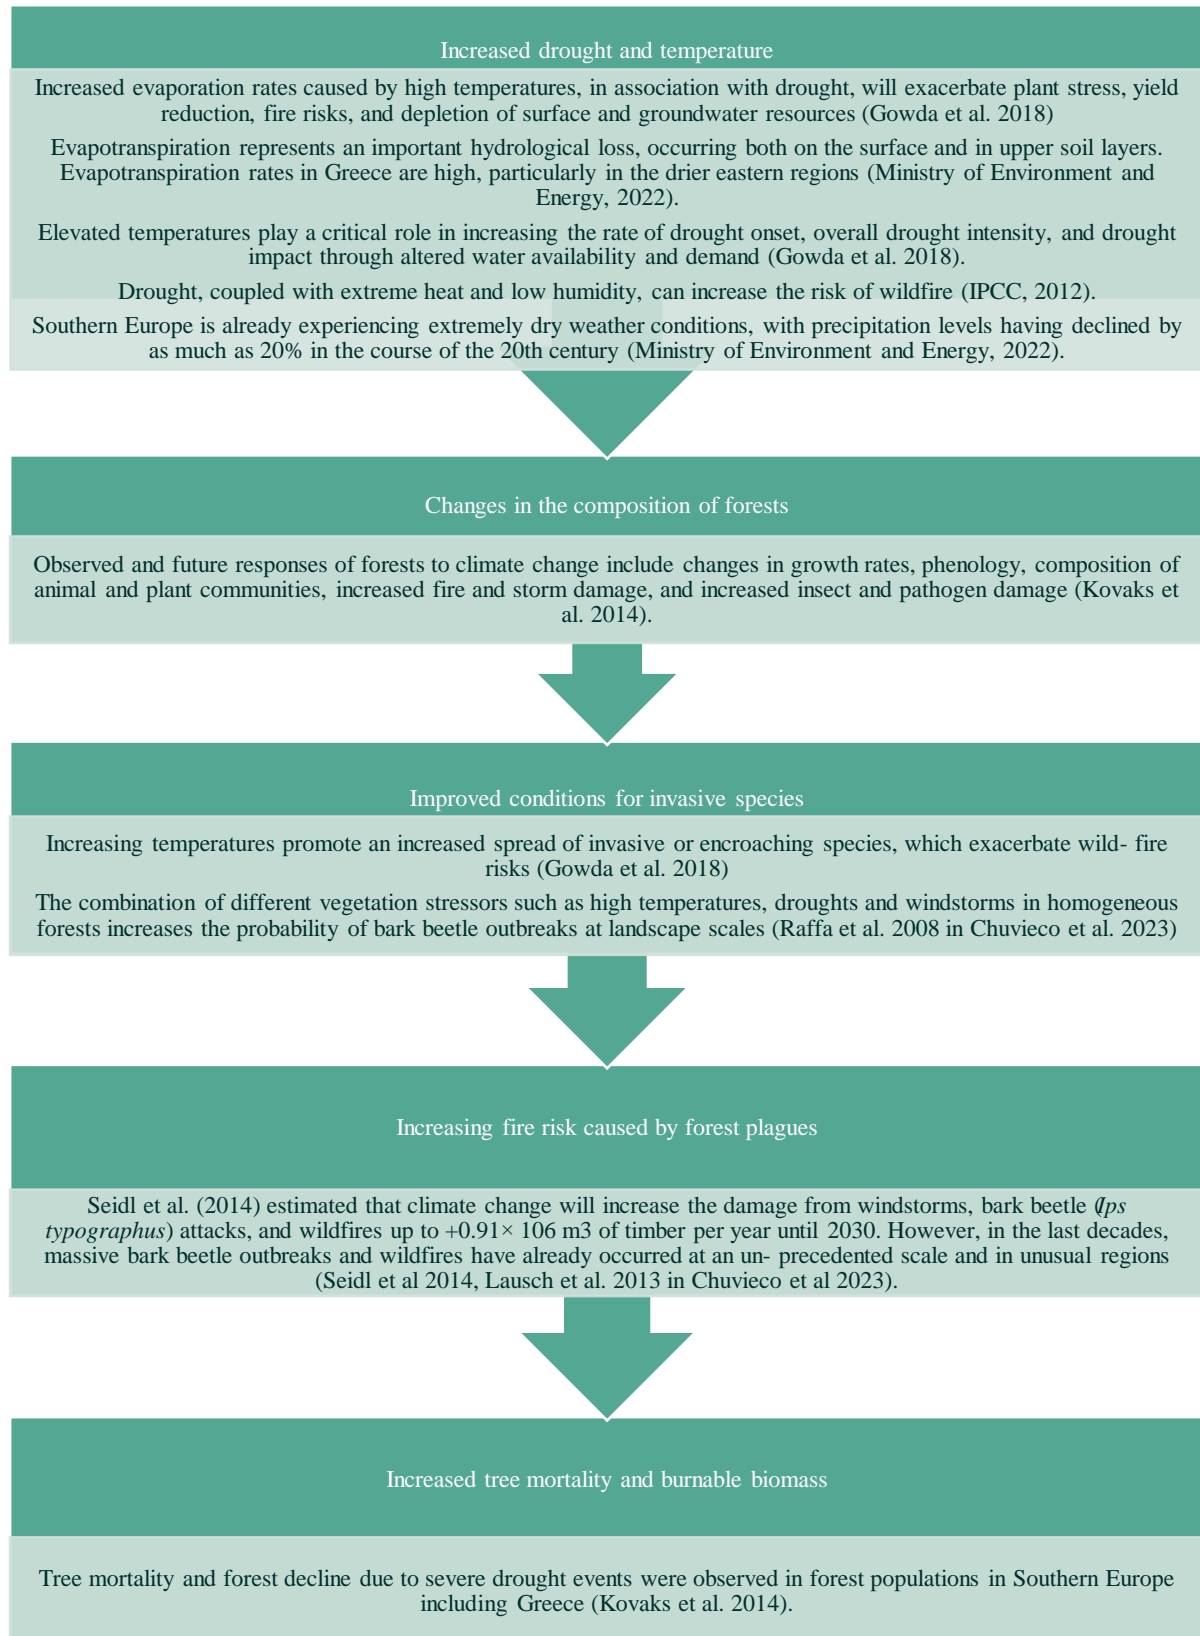 Increased drought and temperature
Increased evaporation rates caused by high temperatures, in association with drought, will exacerbate plant stress, yield
reduction, fire risks, and depletion of surface and groundwater resources (Gowda et al. 2018)
Evapotranspiration represents an important hydrological loss, occurring both on the surface and in upper soil layers.
Evapotranspiration rates in Greece are high, particularly in the drier eastern regions (Ministry of Environment and
Energy, 2022).
Elevated temperatures play a critical role in increasing the rate of drought onset, overall drought intensity, and drought
impact through altered water availability and demand (Gowda et al. 2018).
Drought, coupled with extreme heat and low humidity, can increase the risk of wildfire (IPCC, 2012).
Southern Europe is already experiencing extremely dry weather conditions, with precipitation levels having declined by
as much as 20% in the course of the 20th century (Ministry of Environment and Energy, 2022).
Changes in the composition of forests
Observed and future responses of forests to climate change include changes in growth rates, phenology, composition of
animal and plant communities, increased fire and storm damage, and increased insect and pathogen damage (Kovaks et
al. 2014).
Improved conditions for invasive species
Increasing temperatures promote an increased spread of invasive or encroaching species, which exacerbate wild- fire
risks (Gowda et al. 2018)
The combination of different vegetation stressors such as high temperatures, droughts and windstorms in homogeneous
forests increases the probability of bark beetle outbreaks at landscape scales (Raffa et al. 2008 in Chuvieco et al. 2023)
Increasing fire risk caused by forest plagues
Seidl et al. (2014) estimated that climate change will increase the damage from windstorms, bark beetle (Ips
typographus) attacks, and wildfires up to +0.91× 106 m3 of timber per year until 2030. However, in the last decades,
massive bark beetle outbreaks and wildfires have already occurred at an un- precedented scale and in unusual regions
(Seidl et al 2014, Lausch et al. 2013 in Chuvieco et al 2023).
Increased tree mortality and burnable biomass
Tree mortality and forest decline due to severe drought events were observed in forest populations in Southern Europe
including Greece (Kovaks et al. 2014).